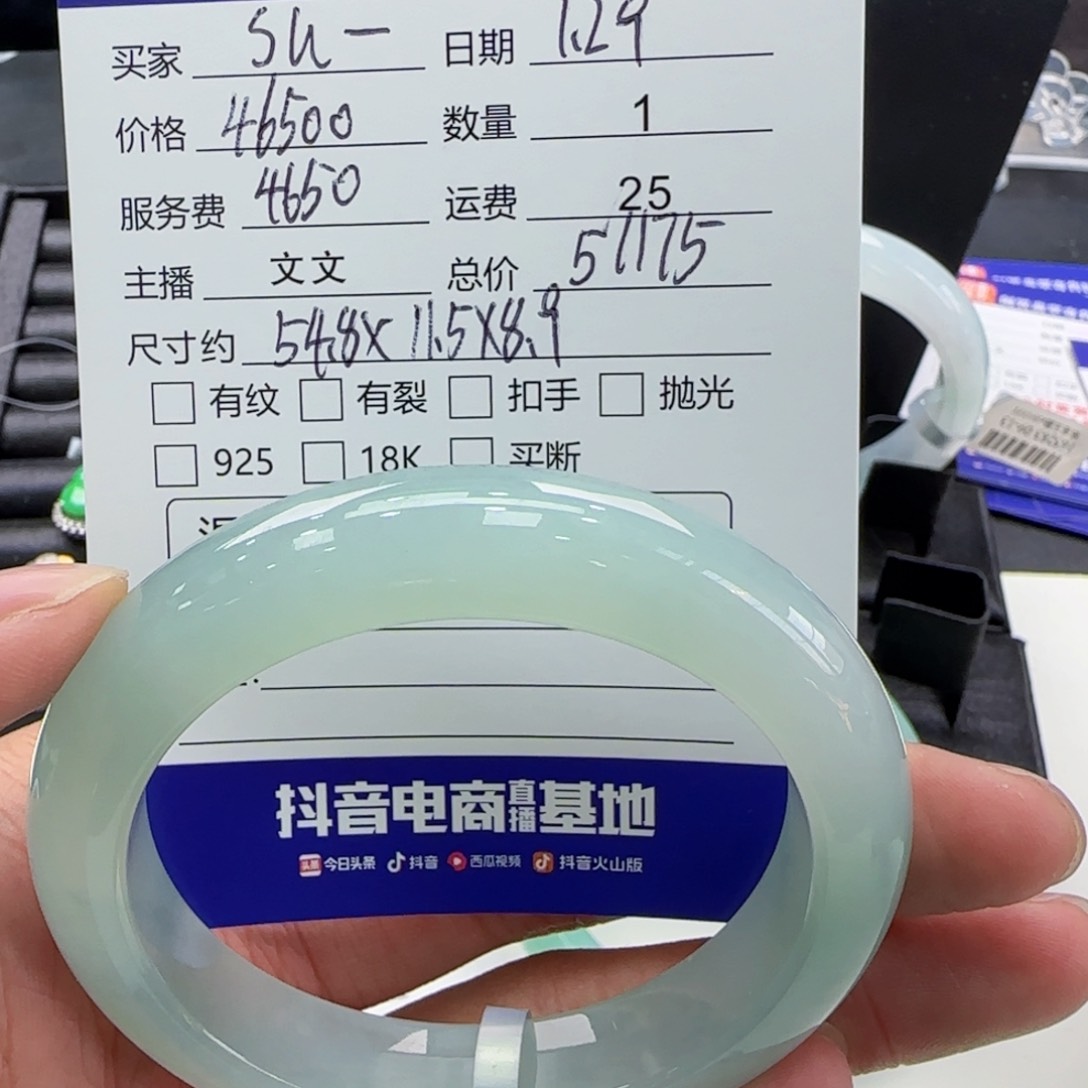 买家 Su一 日期 1.29
价格 46500 数量 1
服务费 4650 运费 25
主播 文文 总价 51175
尺寸约 54.8X11.5X8.9
□ 有纹 □ 有裂 □ 扣手 □ 抛光
□ 925 □ 18K □ 买断
抖音电商直播基地
头条 今日头条 抖音 西瓜视频 抖音火山版